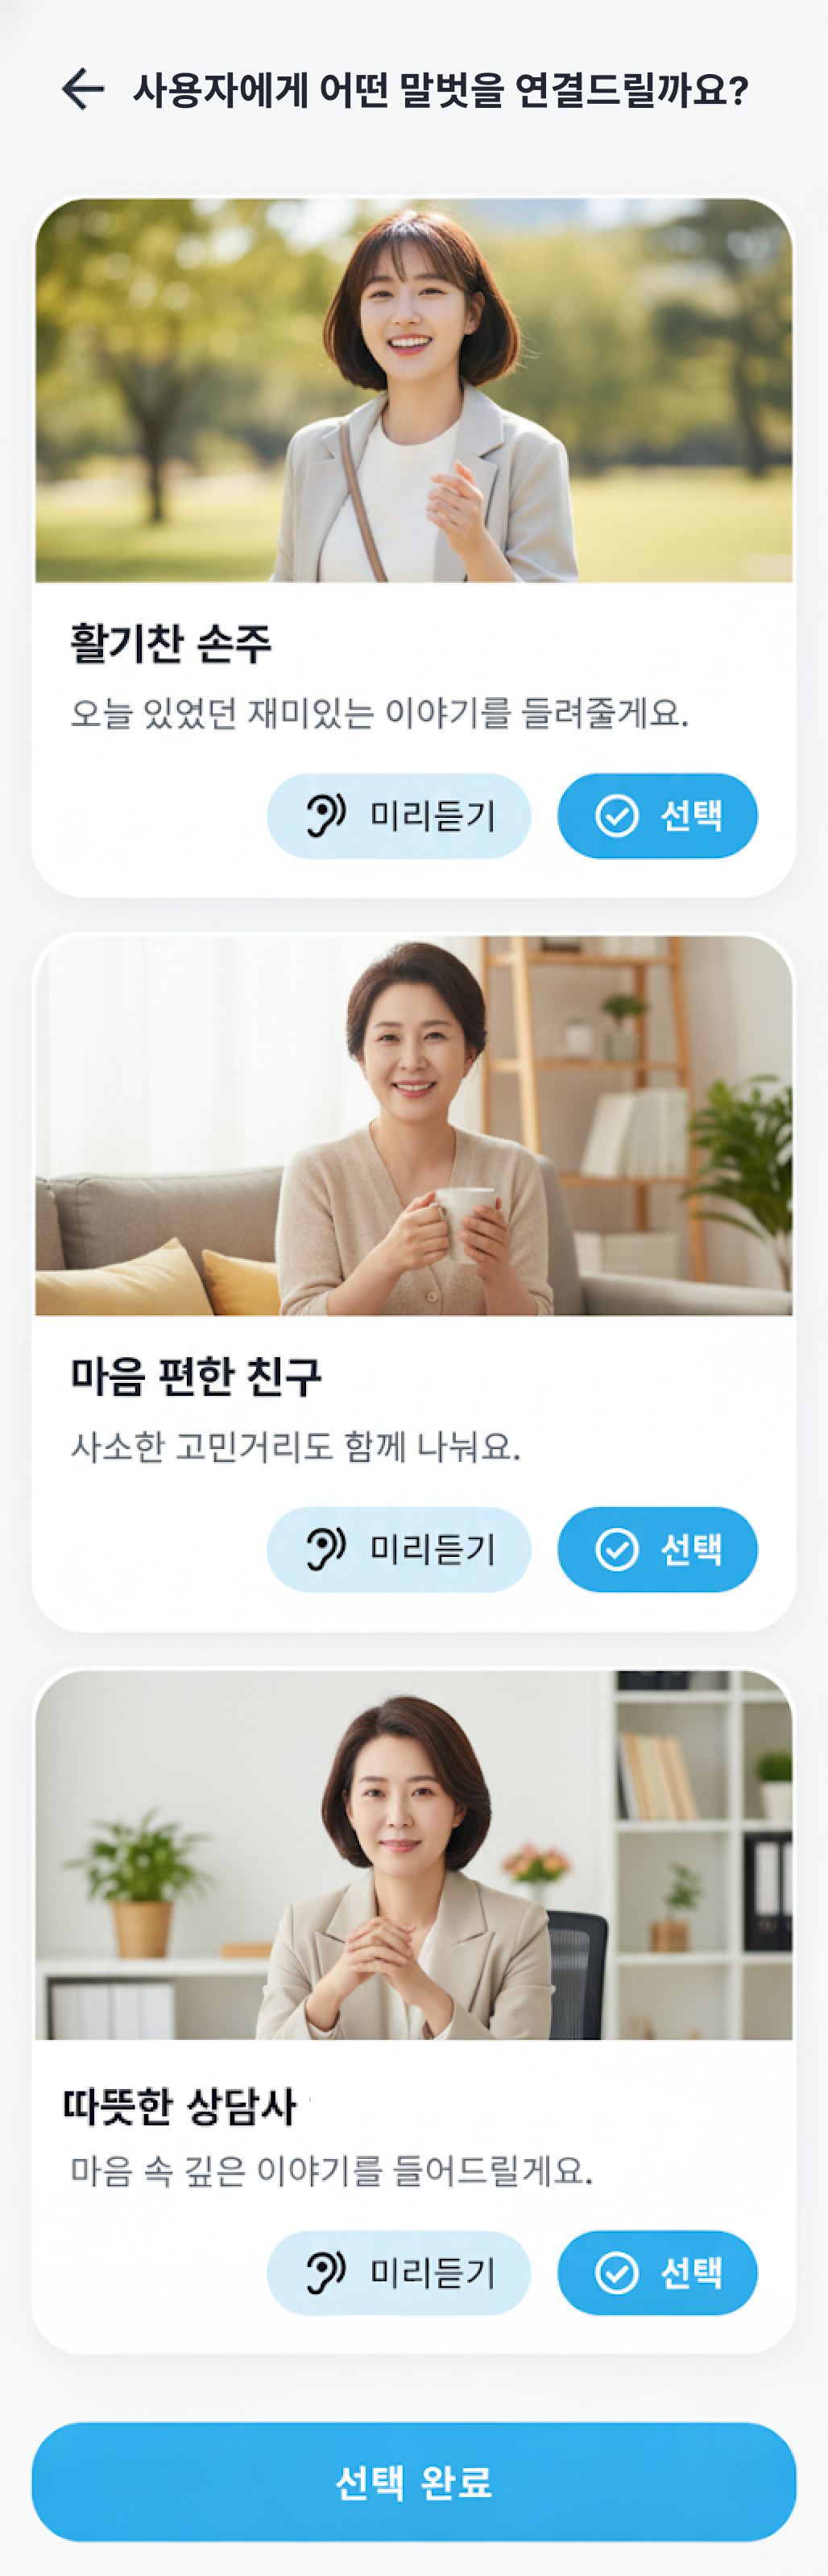 사용자에게 어떤 말벗을 연결드릴까요?
활기찬 손주
오늘 있었던 재미있는 이야기를 들려줄게요.
미리듣기
선택
마음 편한 친구
사소한 고민거리도 함께 나눠요.
미리듣기
선택
따뜻한 상담사
마음 속 깊은 이야기를 들어드릴게요.
미리듣기
선택
선택 완료